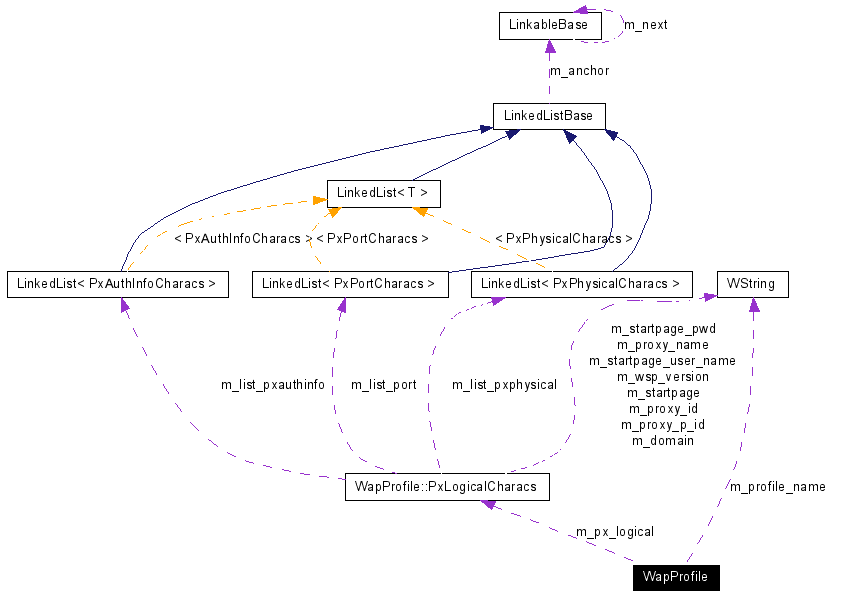 LinkableBase
m_next
m_anchor
LinkedListBase
LinkedList< T >
< PxAuthInfoCharacs >
< PxPortCharacs >
< PxPhysicalCharacs >
LinkedList< PxAuthInfoCharacs >
LinkedList< PxPortCharacs >
LinkedList< PxPhysicalCharacs >
WString
m_list_pxauthinfo
m_list_port
m_list_pxphysical
m_startpage_pwd
m_proxy_name
m_startpage_user_name
m_wsp_version
m_startpage
m_proxy_id
m_proxy_p_id
m_domain
WapProfile::PxLogicalCharacs
m_profile_name
m_px_logical
WapProfile